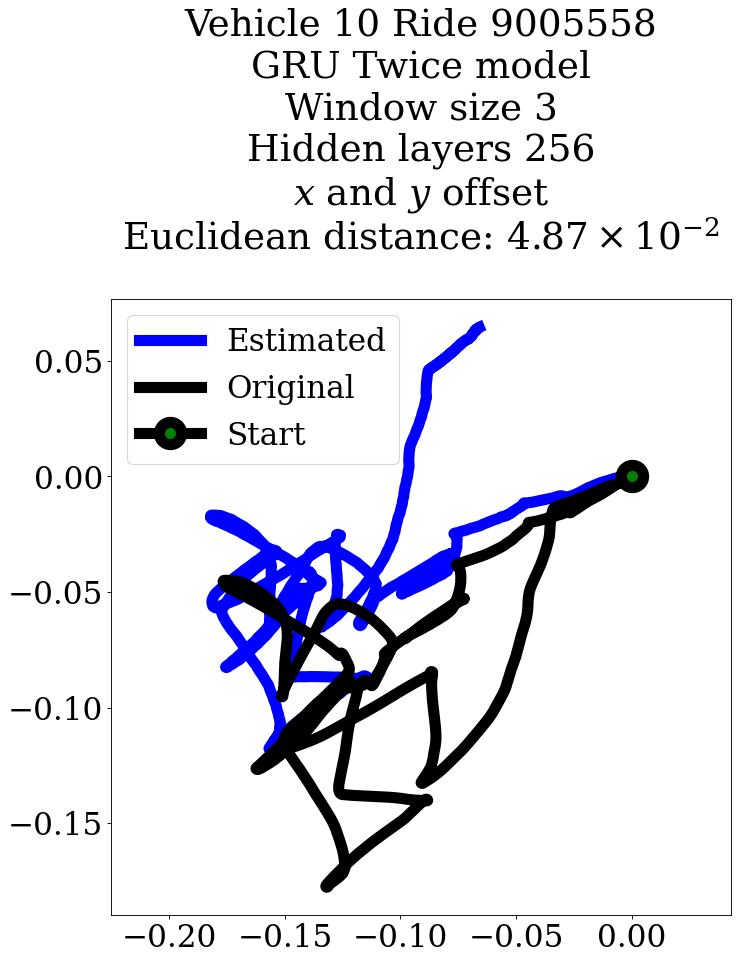 Vehicle 10 Ride 9005558
GRU Twice model
Window size 3
Hidden layers 256
x and y offset
Euclidean distance: 4.87 × 10⁻²
Estimated
Original
Start
0.05
0.00
−0.05
−0.10
−0.15
−0.20 −0.15 −0.10 −0.05 0.00